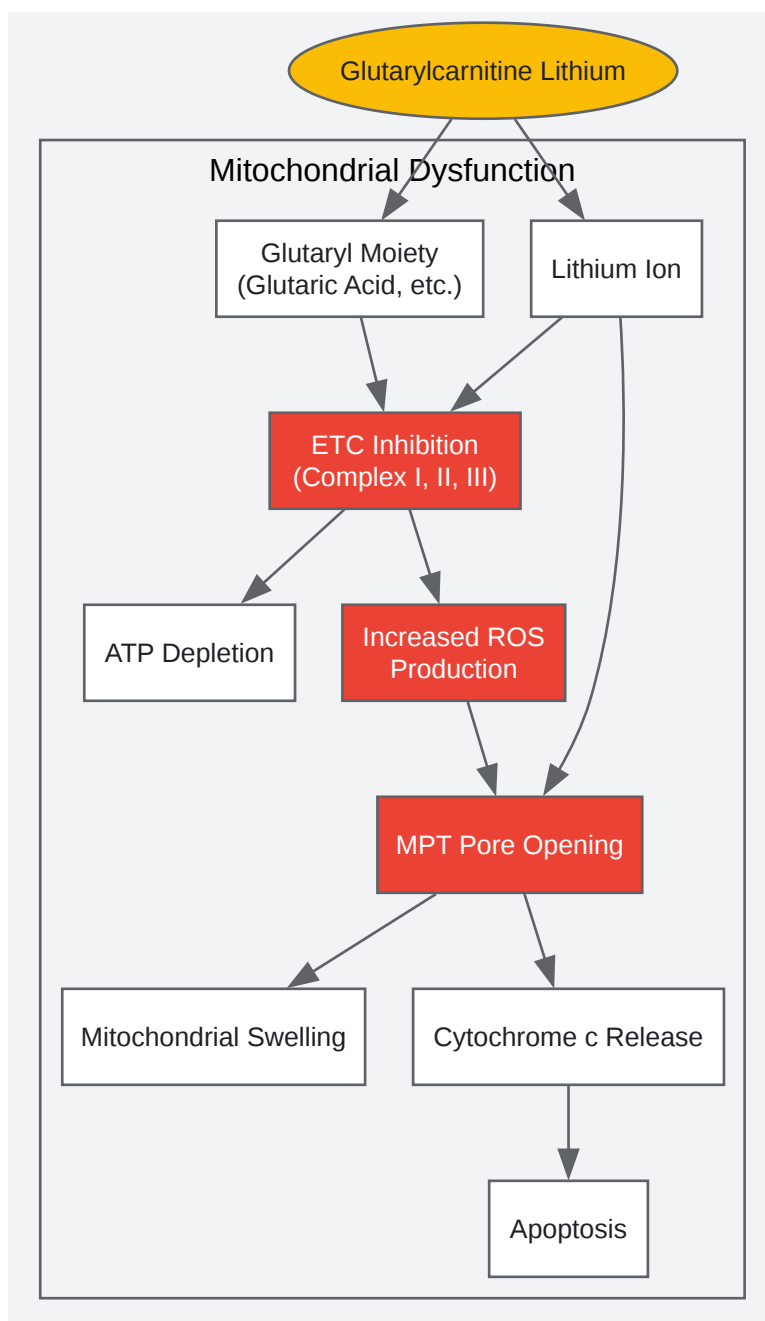 Glutarylcarnitine Lithium
Mitochondrial Dysfunction
Glutaryl Moiety
(Glutaric Acid, etc.)
Lithium Ion
ETC Inhibition
(Complex I, II, III)
ATP Depletion
Increased ROS
Production
MPT Pore Opening
Mitochondrial Swelling
Cytochrome c Release
Apoptosis